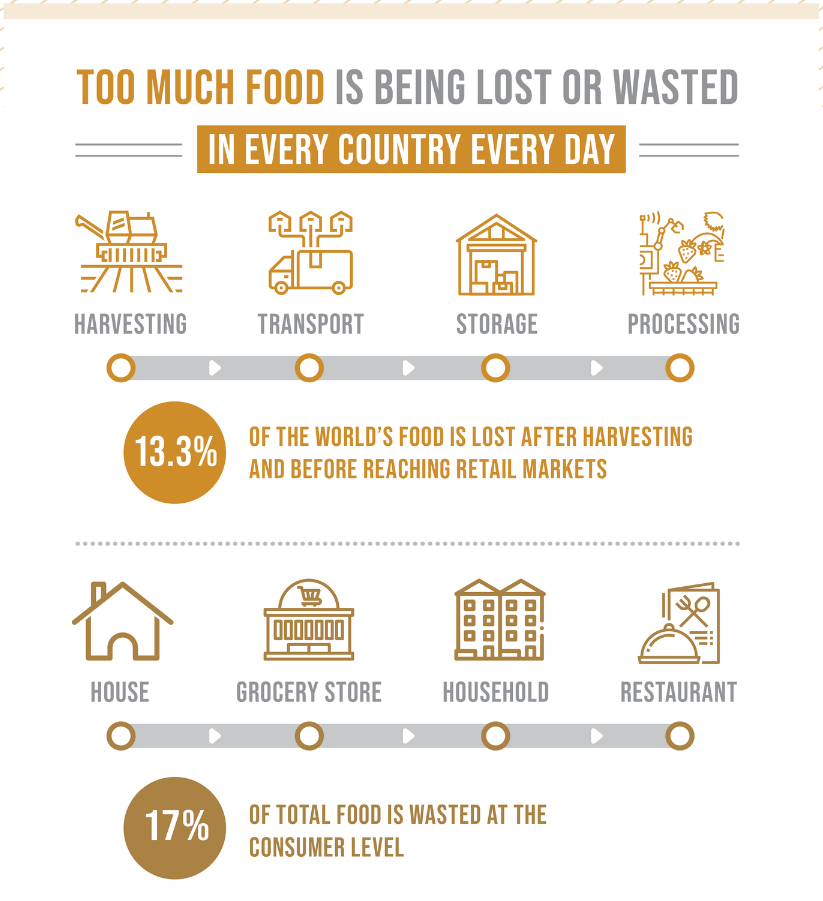 TOO MUCH FOOD IS BEING LOST OR WASTED
IN EVERY COUNTRY EVERY DAY
HARVESTING TRANSPORT STORAGE PROCESSING
13.3%
OF THE WORLD'S FOOD IS LOST AFTER HARVESTING
AND BEFORE REACHING RETAIL MARKETS
HOUSE GROCERY STORE HOUSEHOLD RESTAURANT
17%
OF TOTAL FOOD IS WASTED AT THE
CONSUMER LEVEL